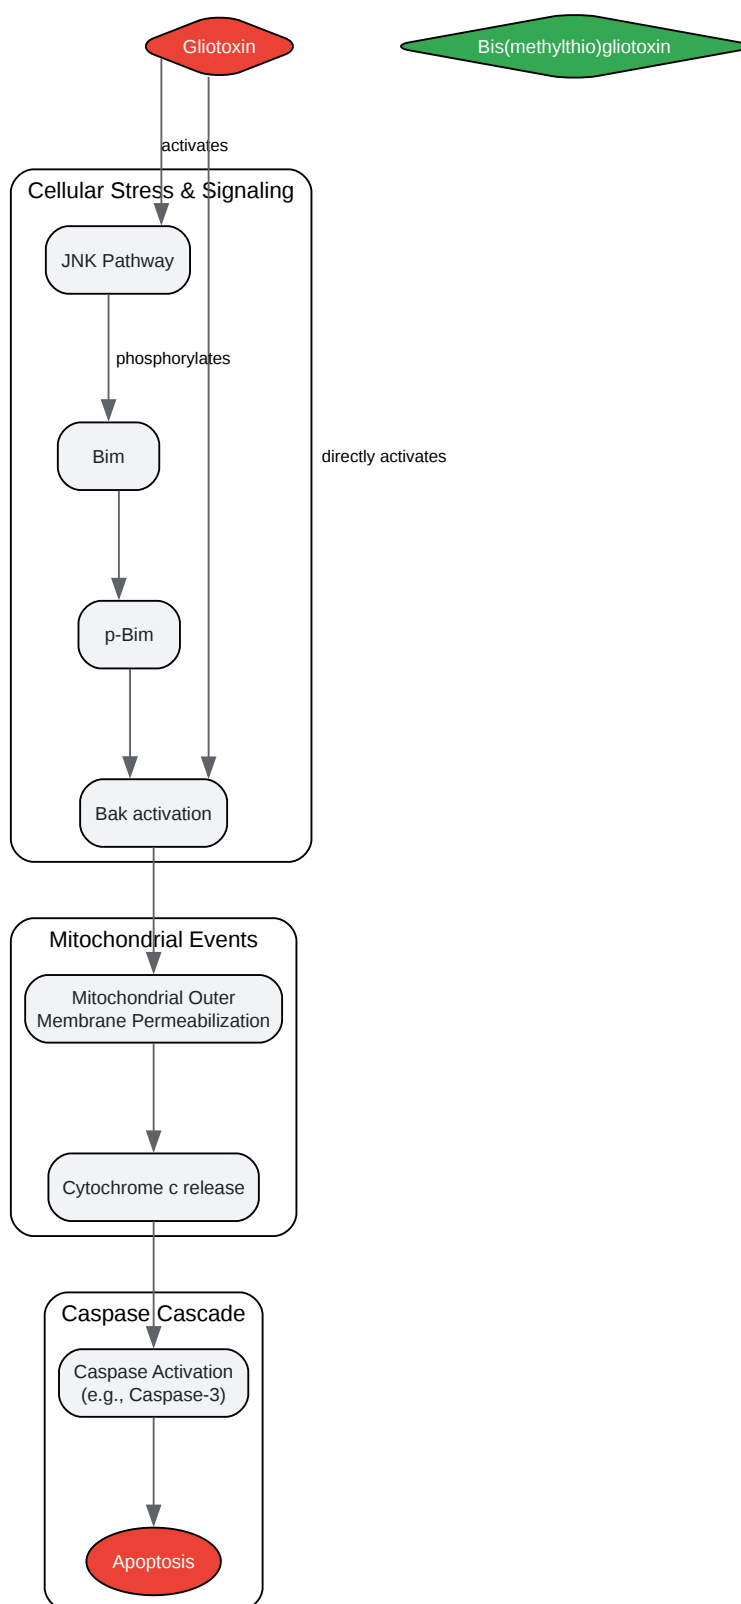 Gliotoxin
Bis(methylthio)gliotoxin
activates
Cellular Stress & Signaling
JNK Pathway
phosphorylates
Bim
directly activates
p-Bim
Bak activation
Mitochondrial Events
Mitochondrial Outer
Membrane Permeabilization
Cytochrome c release
Caspase Cascade
Caspase Activation
(e.g., Caspase-3)
Apoptosis